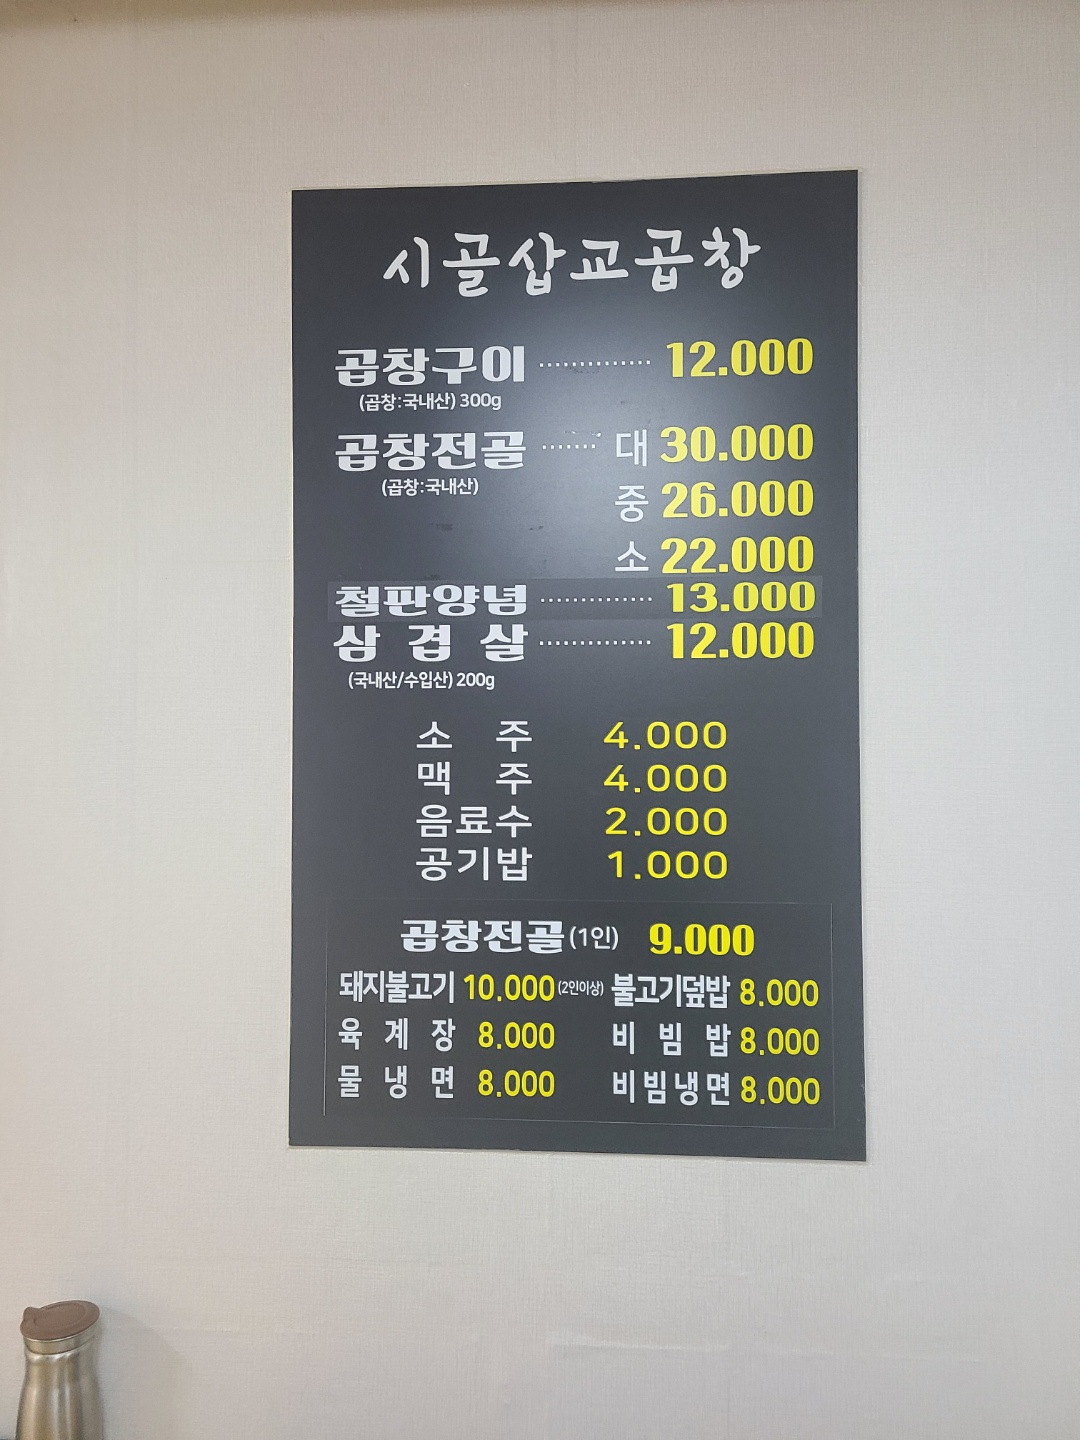 시골삽교곱창
곱창구이 ·············· 12.000
(곱창:국내산) 300g
곱창전골 ······· 대 30.000
(곱창:국내산)
중 26.000
소 22.000
철판양념 ·············· 13.000
삼 겹 살 ·············· 12.000
(국내산/수입산) 200g
소 주 4.000
맥 주 4.000
음료수 2.000
공기밥 1.000
곱창전골(1인) 9.000
돼지불고기 10.000(2인이상) 불고기덮밥 8.000
육 계 장 8.000 비 빔 밥 8.000
물 냉 면 8.000 비빔냉면 8.000